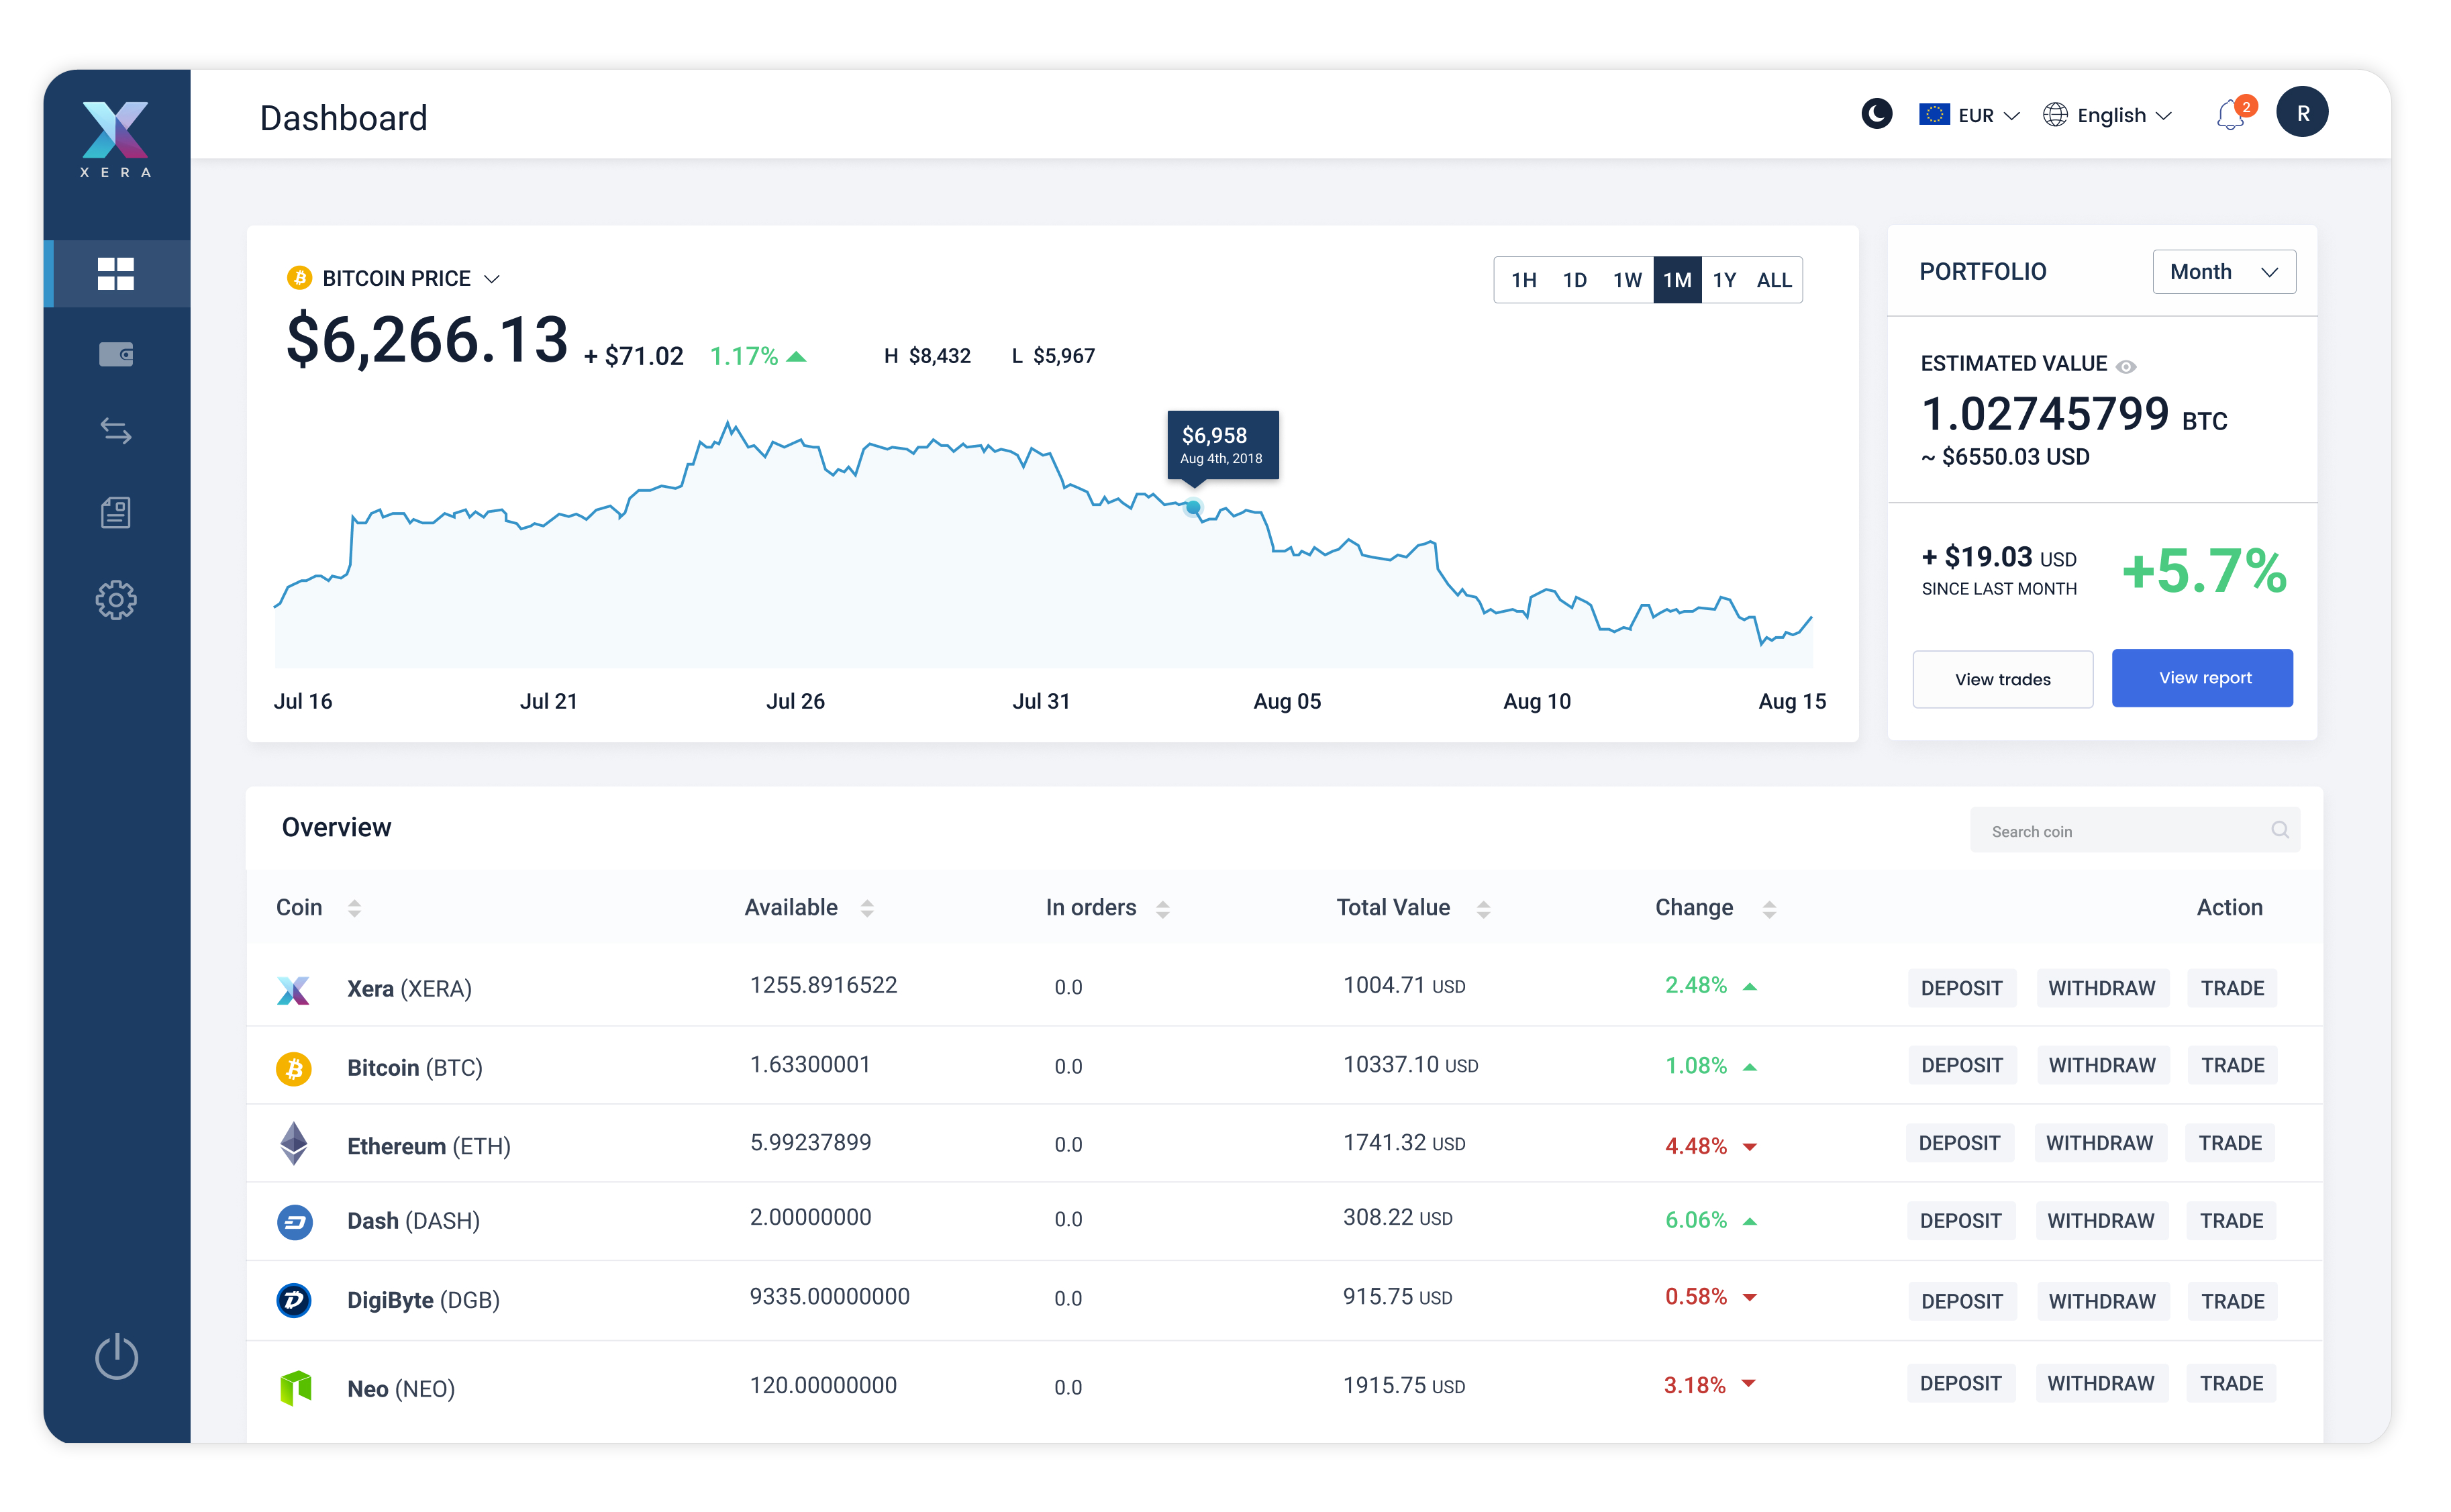 XERA
Dashboard
EUR
English
2
R
BITCOIN PRICE
1H 1D 1W 1M 1Y ALL
$6,266.13 + $71.02 1.17% H $8,432 L $5,967
$6,958
Aug 4th, 2018
Jul 16 Jul 21 Jul 26 Jul 31 Aug 05 Aug 10 Aug 15
PORTFOLIO
Month
ESTIMATED VALUE
1.02745799 BTC
~ $6550.03 USD
+ $19.03 USD
SINCE LAST MONTH
+5.7%
View trades
View report
Overview
Search coin
Coin Available In orders Total Value Change Action
Xera (XERA) 1255.8916522 0.0 1004.71 USD 2.48% DEPOSIT WITHDRAW TRADE
Bitcoin (BTC) 1.63300001 0.0 10337.10 USD 1.08% DEPOSIT WITHDRAW TRADE
Ethereum (ETH) 5.99237899 0.0 1741.32 USD 4.48% DEPOSIT WITHDRAW TRADE
Dash (DASH) 2.00000000 0.0 308.22 USD 6.06% DEPOSIT WITHDRAW TRADE
DigiByte (DGB) 9335.00000000 0.0 915.75 USD 0.58% DEPOSIT WITHDRAW TRADE
Neo (NEO) 120.00000000 0.0 1915.75 USD 3.18% DEPOSIT WITHDRAW TRADE